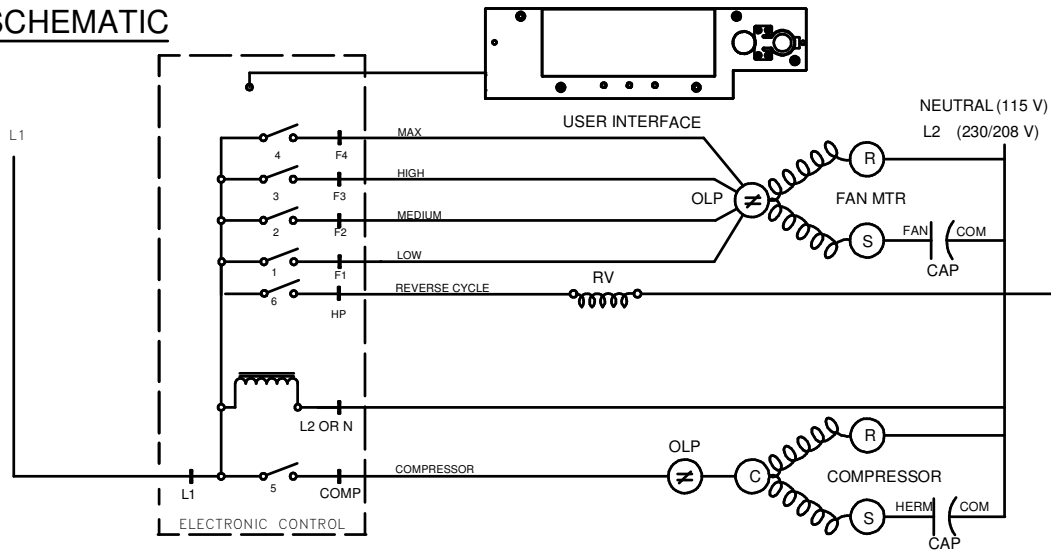 SCHEMATIC
L1
USER INTERFACE
NEUTRAL (115 V)
L2 (230/208 V)
MAX
4
F4
HIGH
3
F3
OLP
R
FAN MTR
MEDIUM
2
F2
S
FAN
COM
CAP
LOW
1
F1
REVERSE CYCLE
RV
6
HP
L2 OR N
OLP
R
COMPRESSOR
L1
5
COMP
COMPRESSOR
C
S
HERM
COM
CAP
ELECTRONIC CONTROL